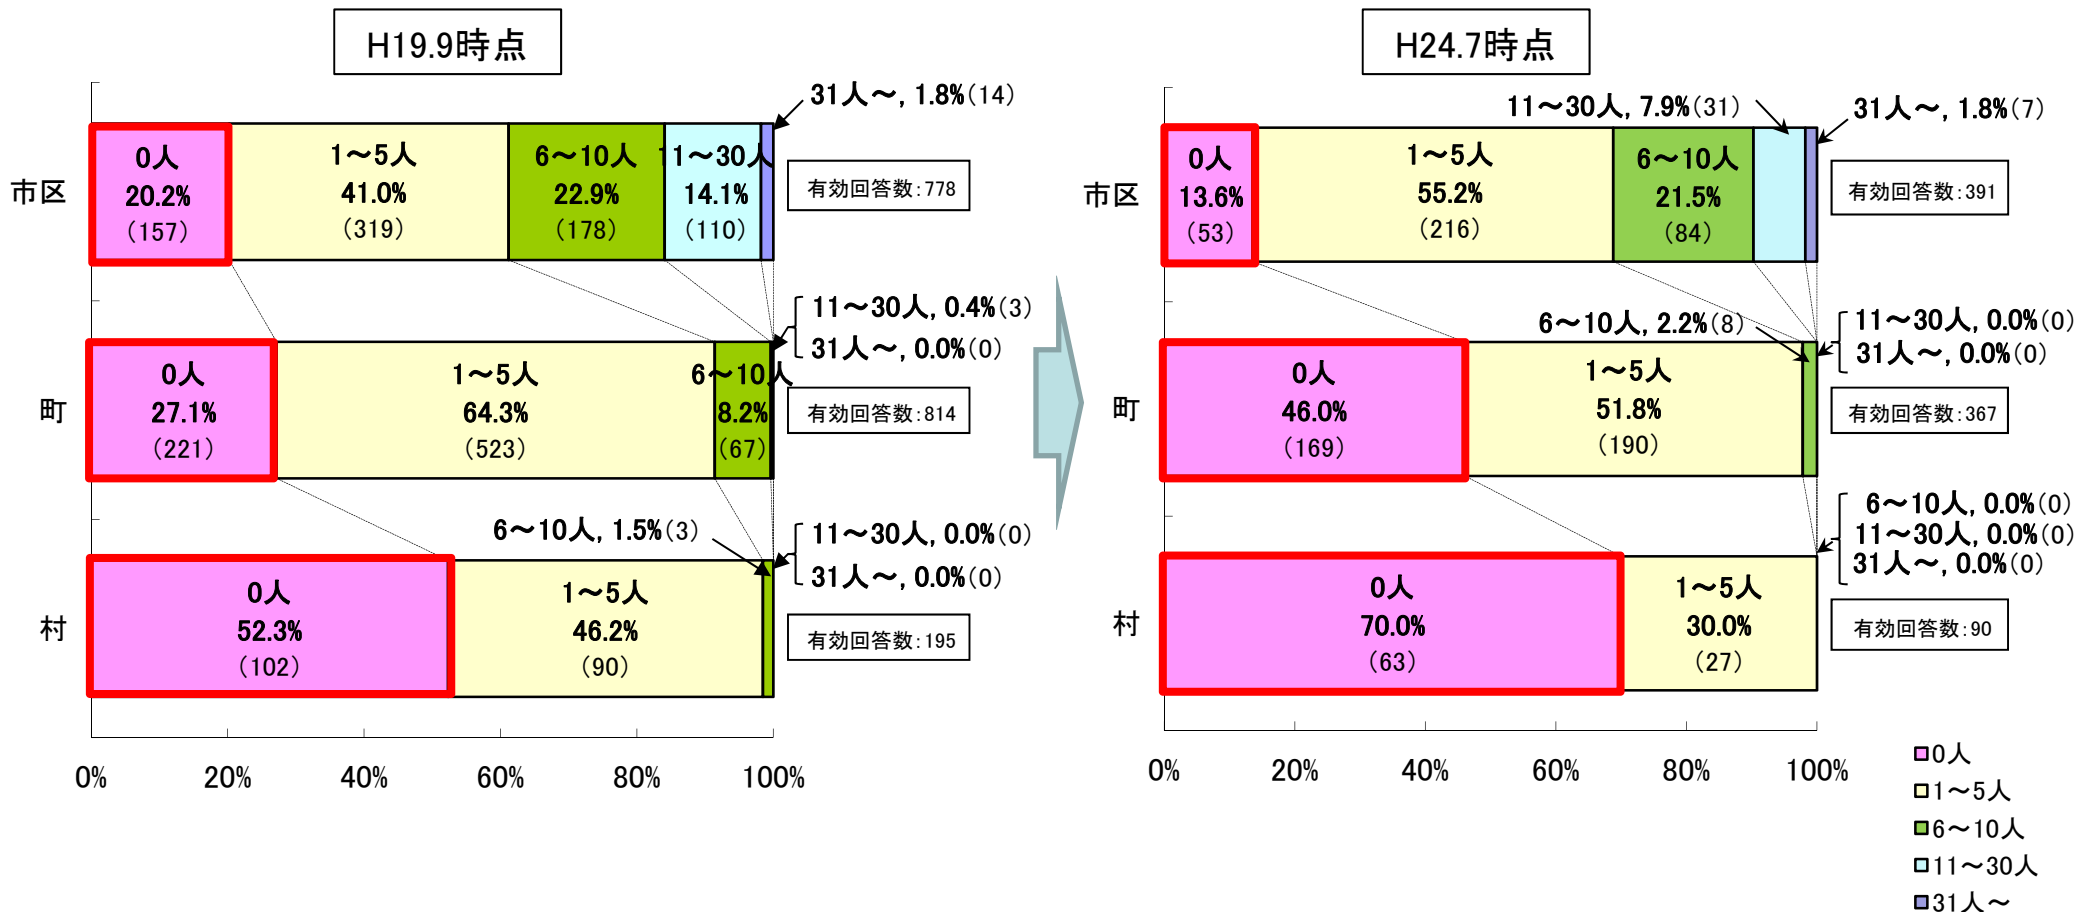 H19.9時点
31人～, 1.8%(14)
市区
0人
20.2%
(157)
1～5人
41.0%
(319)
6～10人
22.9%
(178)
11～30人
14.1%
(110)
有効回答数:778
11～30人, 0.4%(3)
31人～, 0.0%(0)
町
0人
27.1%
(221)
1～5人
64.3%
(523)
6～10人
8.2%
(67)
有効回答数:814
6～10人, 1.5%(3)
11～30人, 0.0%(0)
31人～, 0.0%(0)
村
0人
52.3%
(102)
1～5人
46.2%
(90)
有効回答数:195
0% 20% 40% 60% 80% 100%
H24.7時点
11～30人, 7.9%(31)
31人～, 1.8%(7)
市区
0人
13.6%
(53)
1～5人
55.2%
(216)
6～10人
21.5%
(84)
有効回答数:391
6～10人, 2.2%(8)
11～30人, 0.0%(0)
31人～, 0.0%(0)
町
0人
46.0%
(169)
1～5人
51.8%
(190)
有効回答数:367
6～10人, 0.0%(0)
11～30人, 0.0%(0)
31人～, 0.0%(0)
村
0人
70.0%
(63)
1～5人
30.0%
(27)
有効回答数:90
0% 20% 40% 60% 80% 100%
0人
1～5人
6～10人
11～30人
31人～